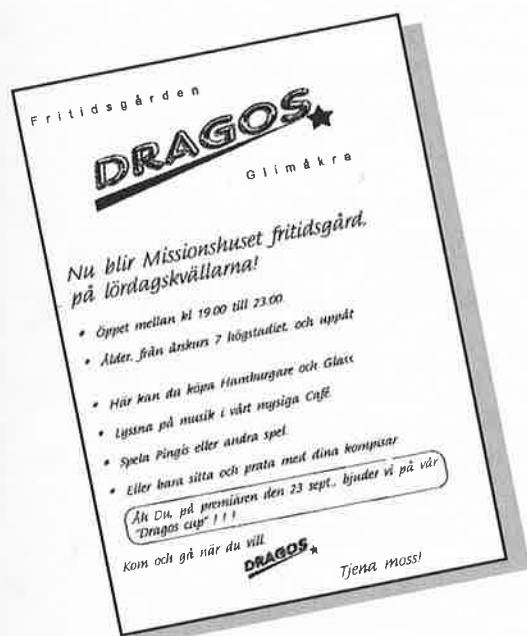 Fritidsgården
DRAGOS
Glimåkra
Nu blir Missionshuset fritidsgård,
på lördagskvällarna!
• Öppet mellan kl 19.00 till 23.00
• Ålder, från årskurs 7 högstadiet, och uppåt
• Här kan du köpa Hamburgare och Glass
• Lyssna på musik i vårt mysiga Café
• Spela Pingis eller andra spel.
• Eller bara sitta och prata med dina kompisar
Åh Du, på premiären den 23 sept., bjuder vi på vår
"Dragos cup" ! ! !
Kom och gå när du vill.
DRAGOS
Tjena moss!